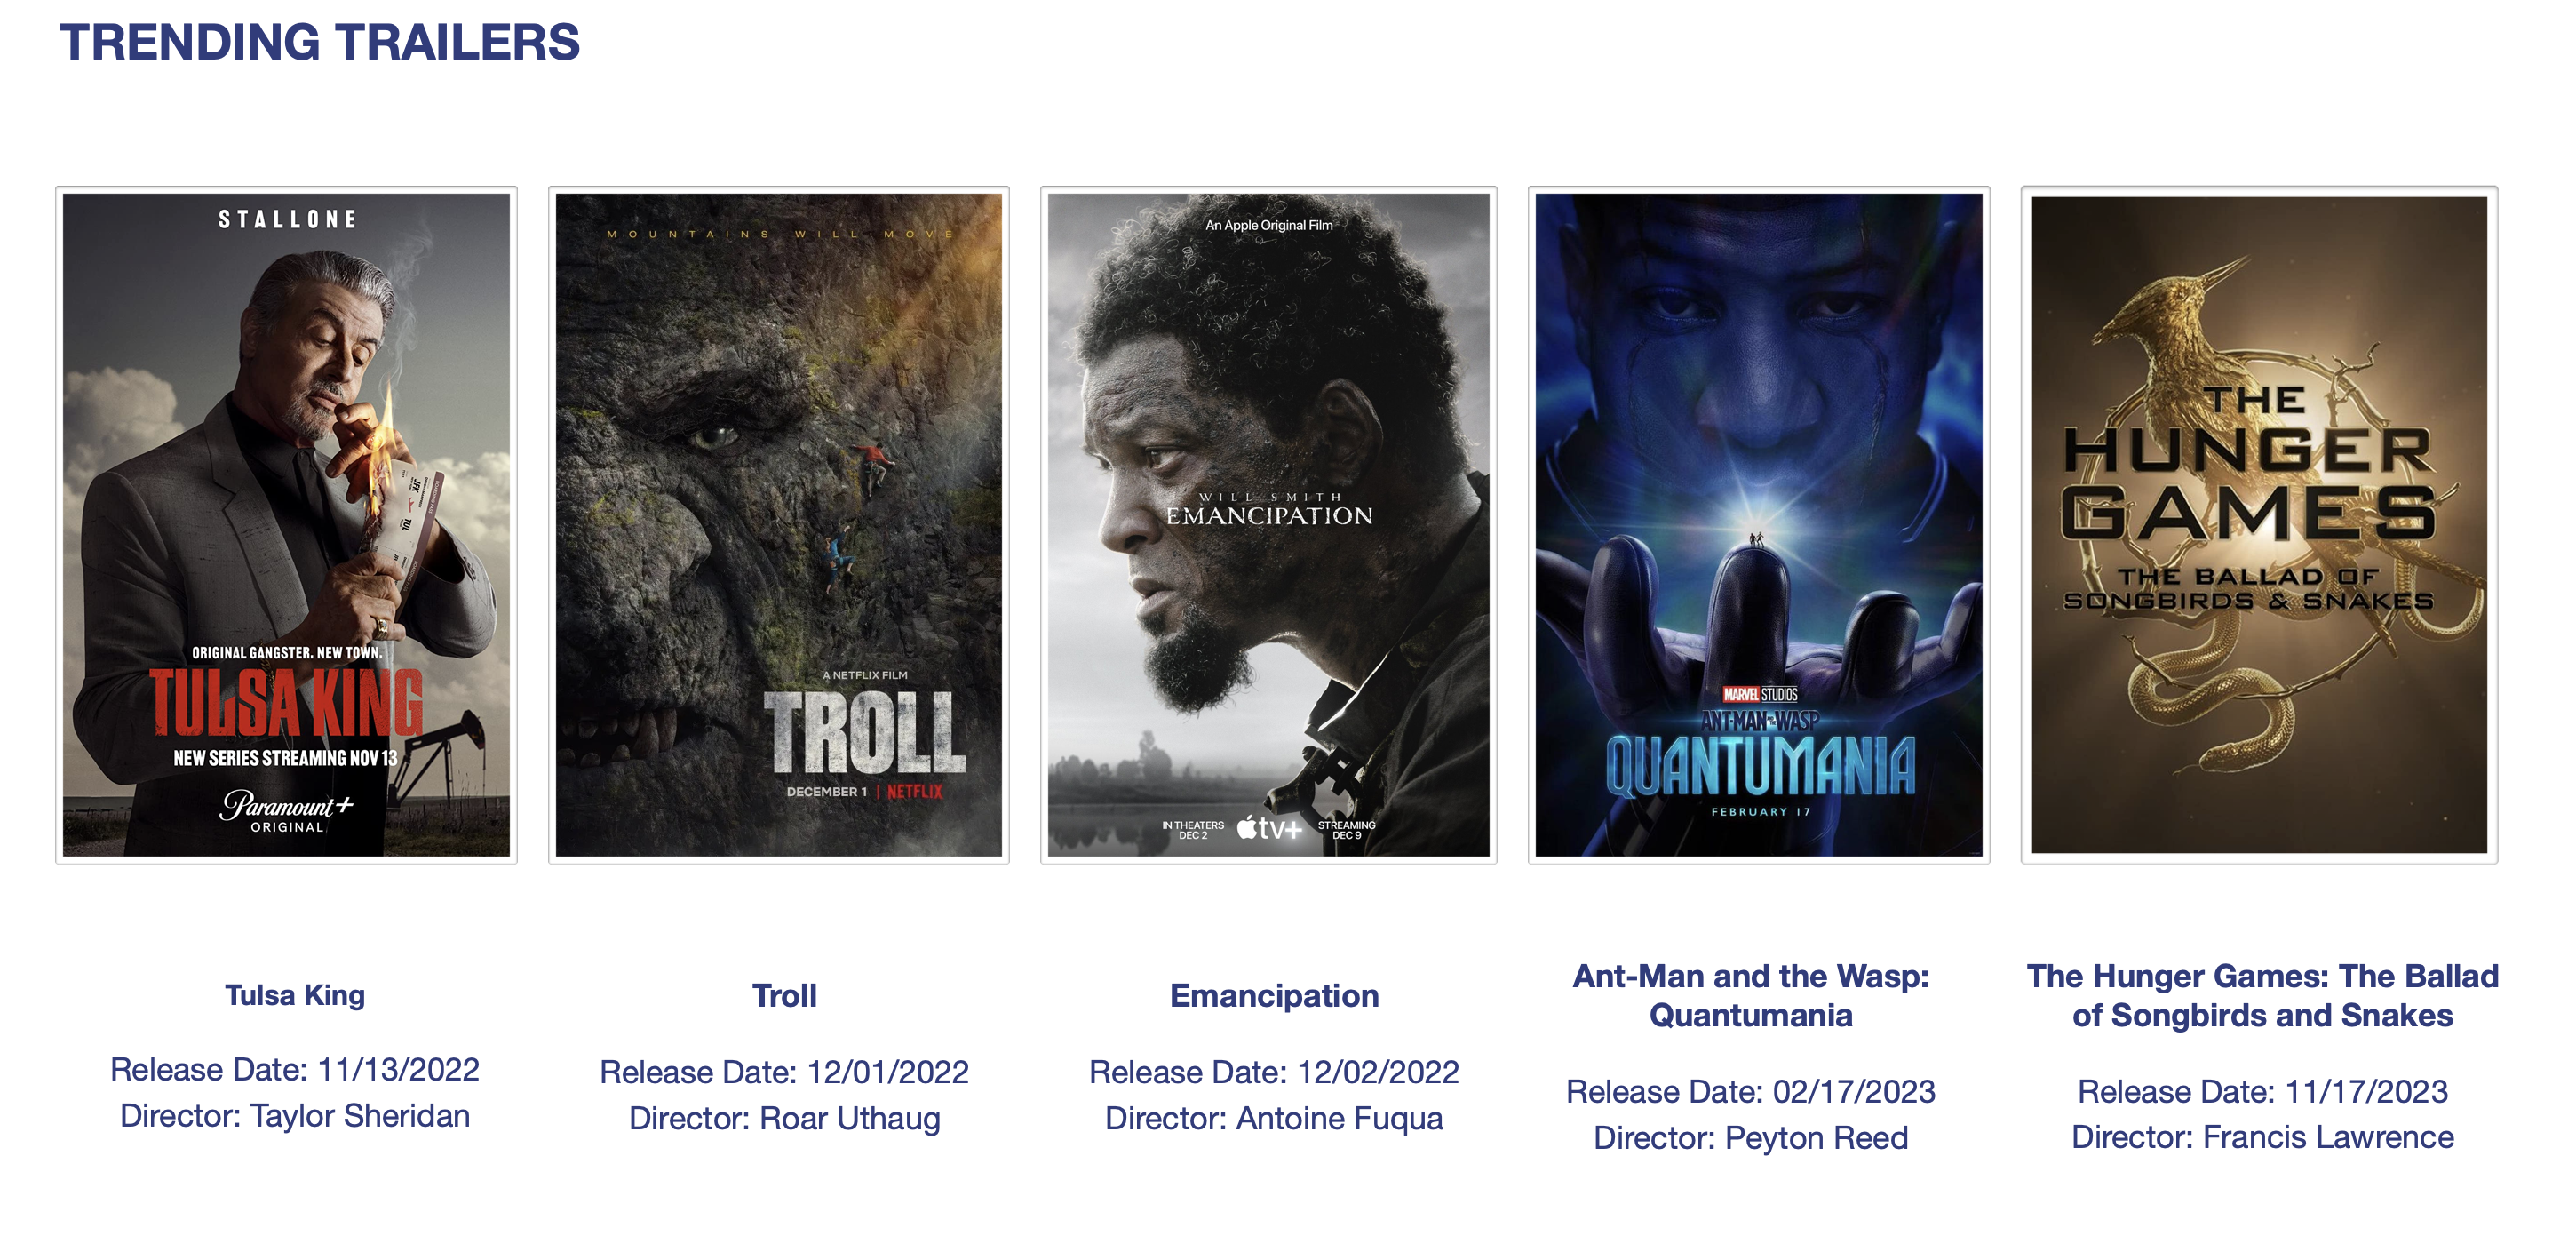 TRENDING TRAILERS
STALLONE
JFK
TUL
ORIGINAL GANGSTER. NEW TOWN.
TULSA KING
NEW SERIES STREAMING NOV 13
Paramount+
ORIGINAL
MOUNTAINS WILL MOVE
A NETFLIX FILM
TROLL
DECEMBER 1 | NETFLIX
An Apple Original Film
WILL SMITH
EMANCIPATION
IN THEATERS
DEC 2
tv+
STREAMING
DEC 9
MARVEL STUDIOS
ANT-MAN AND THE WASP
QUANTUMANIA
FEBRUARY 17
THE
HUNGER
GAMES
THE BALLAD OF
SONGBIRDS & SNAKES
Tulsa King
Release Date: 11/13/2022
Director: Taylor Sheridan
Troll
Release Date: 12/01/2022
Director: Roar Uthaug
Emancipation
Release Date: 12/02/2022
Director: Antoine Fuqua
Ant-Man and the Wasp:
Quantumania
Release Date: 02/17/2023
Director: Peyton Reed
The Hunger Games: The Ballad
of Songbirds and Snakes
Release Date: 11/17/2023
Director: Francis Lawrence